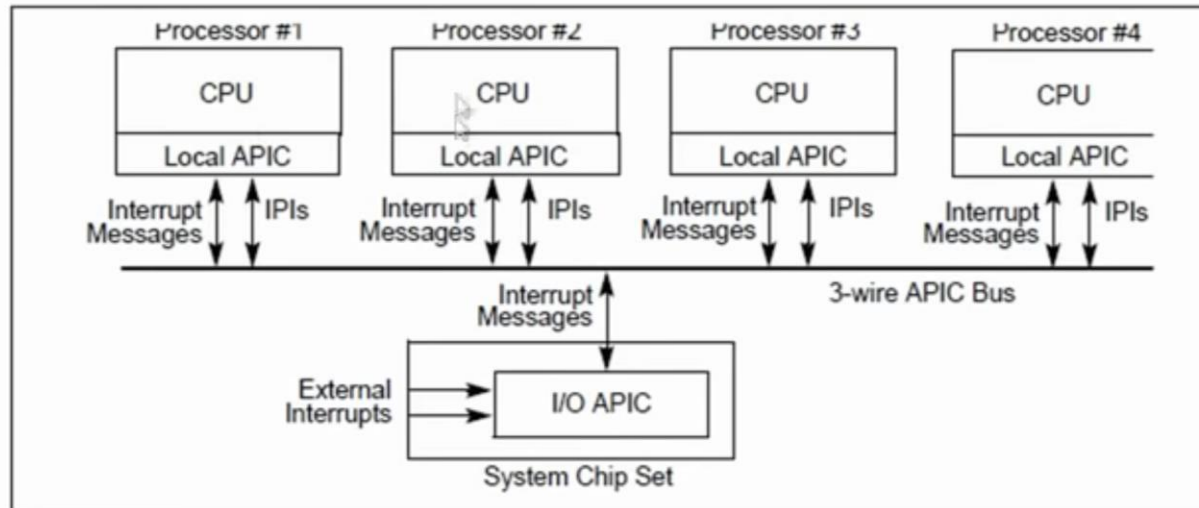 Processor #1
Processor #2
Processor #3
Processor #4
CPU
CPU
CPU
CPU
Local APIC
Local APIC
Local APIC
Local APIC
Interrupt
Messages
IPIs
Interrupt
Messages
IPIs
Interrupt
Messages
IPIs
Interrupt
Messages
IPIs
Interrupt
Messages
3-wire APIC Bus
External
Interrupts
I/O APIC
System Chip Set